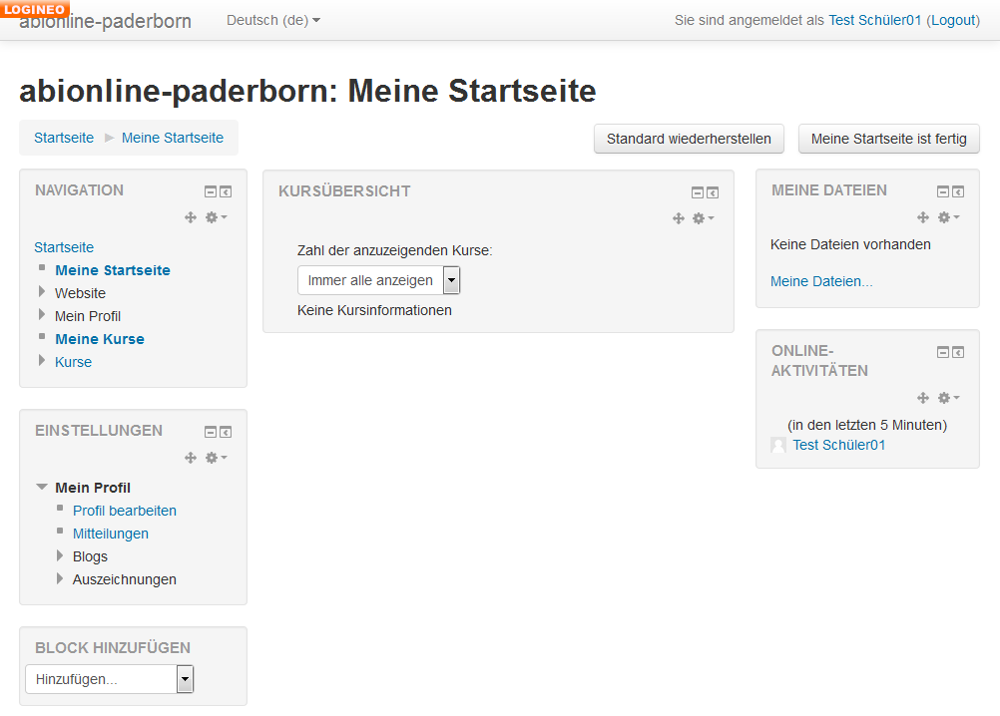 LOGINEO
abionline-paderborn Deutsch (de) Sie sind angemeldet als Test Schüler01 (Logout)
abionline-paderborn: Meine Startseite
Startseite Meine Startseite
Standard wiederherstellen Meine Startseite ist fertig
NAVIGATION
Startseite
Meine Startseite
Website
Mein Profil
Meine Kurse
Kurse
EINSTELLUNGEN
Mein Profil
Profil bearbeiten
Mitteilungen
Blogs
Auszeichnungen
BLOCK HINZUFÜGEN
Hinzufügen...
KURSÜBERSICHT
Zahl der anzuzeigenden Kurse:
Immer alle anzeigen
Keine Kursinformationen
MEINE DATEIEN
Keine Dateien vorhanden
Meine Dateien...
ONLINE-
AKTIVITÄTEN
(in den letzten 5 Minuten)
Test Schüler01